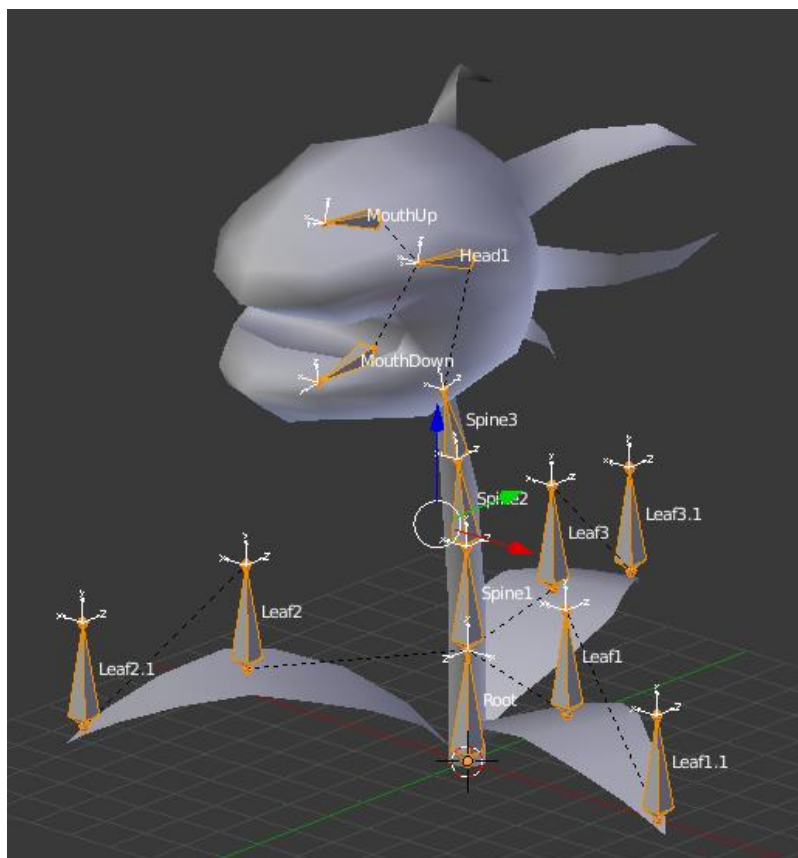 MouthUp
Head1
MouthDown
Spine3
Spine2
Leaf3
Leaf3.1
Spine1
Leaf2
Leaf2.1
Leaf1
Root
Leaf1.1